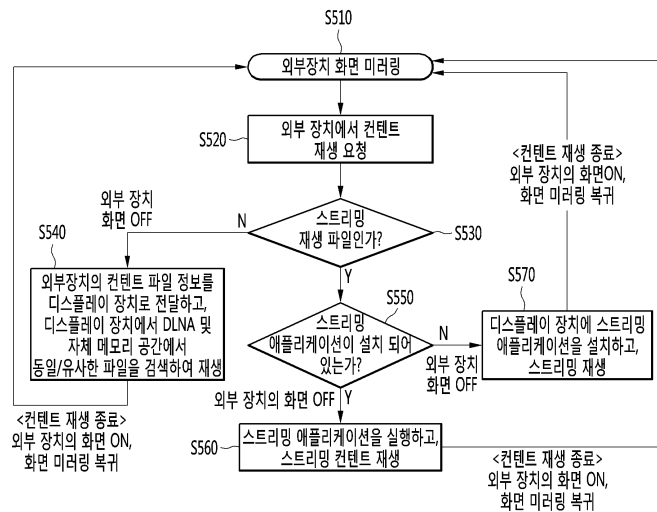 S510
외부장치 화면 미러링
S520
외부 장치에서 컨텐트
재생 요청
<컨텐트 재생 종료>
외부 장치의 화면ON,
화면 미러링 복귀
외부 장치
화면 OFF
N
스트리밍
재생 파일인가?
S530
S540
Y
외부장치의 컨텐트 파일 정보를
디스플레이 장치로 전달하고,
디스플레이 장치에서 DLNA 및
자체 메모리 공간에서
동일/유사한 파일을 검색하여 재생
S550
스트리밍
애플리케이션이 설치 되어
있는가?
N
외부 장치
화면 OFF
S570
디스플레이 장치에 스트리밍
애플리케이션을 설치하고,
스트리밍 재생
외부 장치의 화면 OFF
Y
<컨텐트 재생 종료>
외부 장치의 화면 ON,
화면 미러링 복귀
S560
스트리밍 애플리케이션을 실행하고,
스트리밍 컨텐트 재생
<컨텐트 재생 종료>
외부 장치의 화면 ON,
화면 미러링 복귀